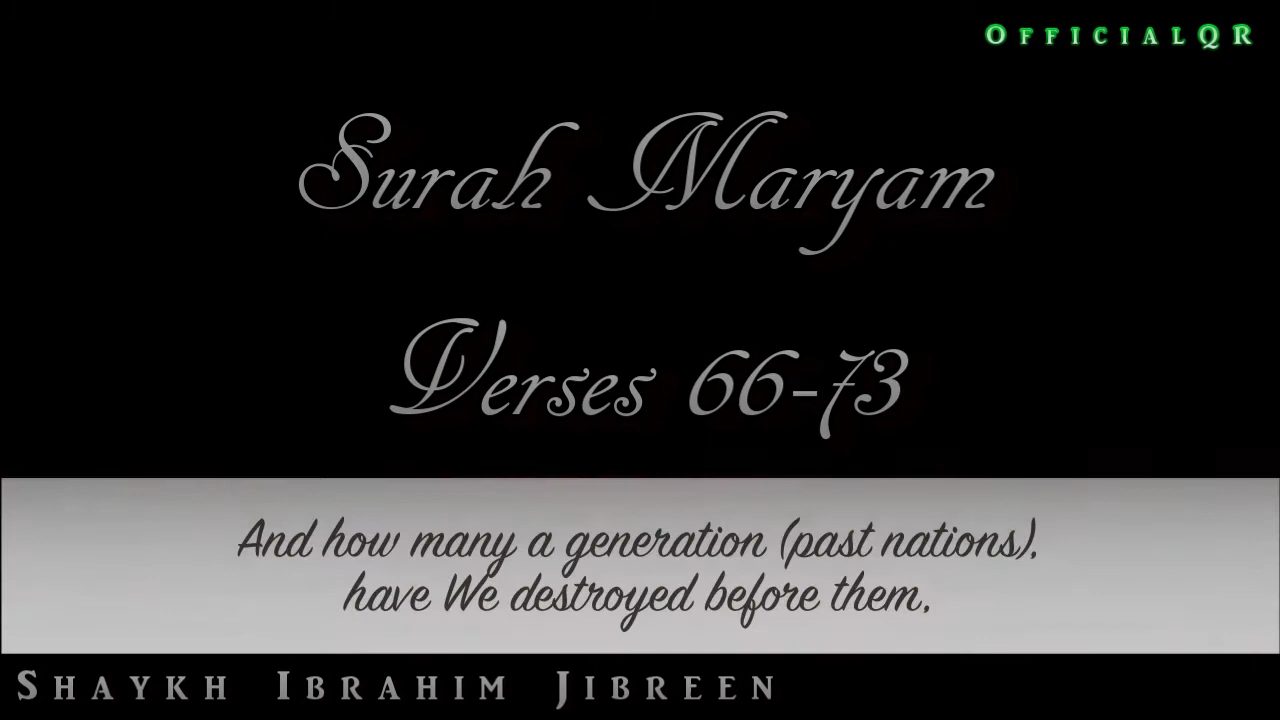 OfficialQR
Surah Maryam
Verses 66-73
And how many a generation (past nations),
have We destroyed before them,
Shaykh Ibrahim Jibreen